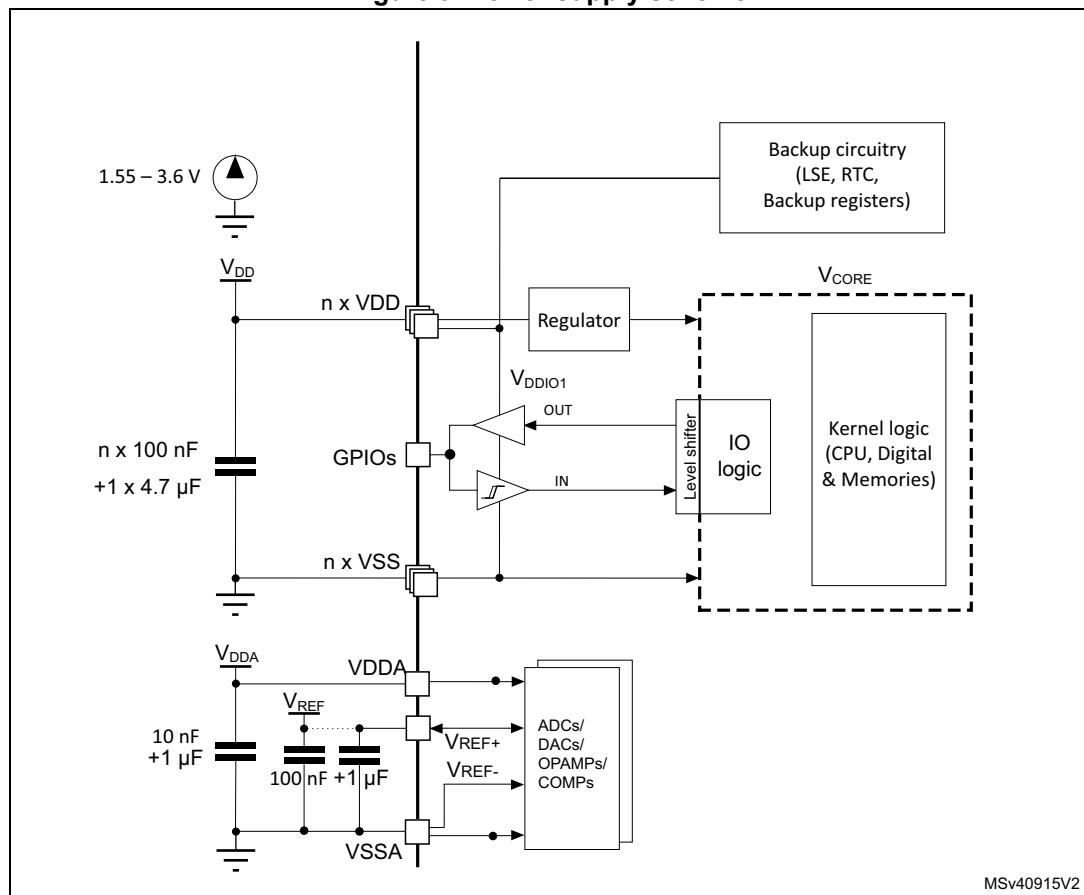 Backup circuitry
(LSE, RTC,
Backup registers)
1.55 – 3.6 V
VDD
VCORE
n x VDD
Regulator
VDDIO1
OUT
n x 100 nF
+1 x 4.7 µF
GPIOs
IN
Level shifter
IO
logic
Kernel logic
(CPU, Digital
& Memories)
n x VSS
VDDA
VDDA
VREF
10 nF
+1 µF
100 nF
+1 µF
VREF+
VREF-
ADCs/
DACs/
OPAMPs/
COMPs
VSSA
MSv40915V2